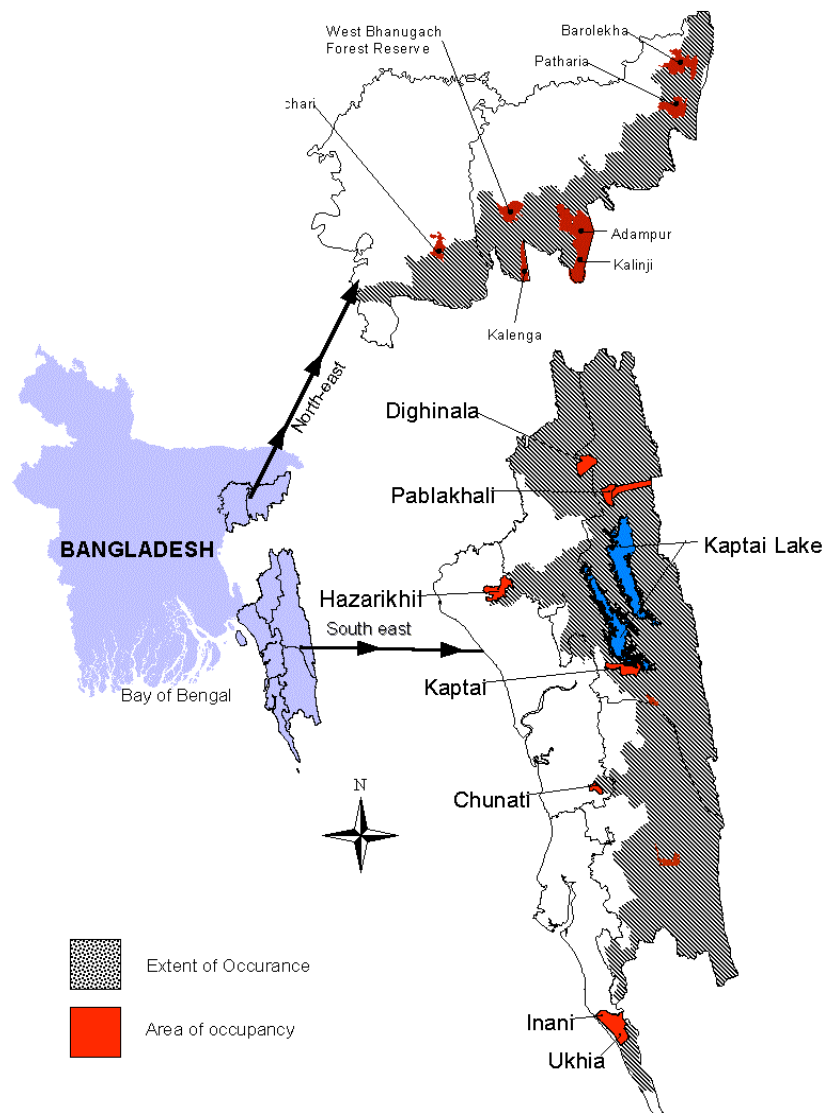 West Bhanugach
Forest Reserve
Barolekha
Patharia
chari
Adampur
Kalinji
Kalenga
North-east
Dighinala
Pablakhali
BANGLADESH
Kaptai Lake
Hazarikhil
South east
Kaptai
Bay of Bengal
N
Chunati
Extent of Occurance
Inani
Area of occupancy
Ukhia